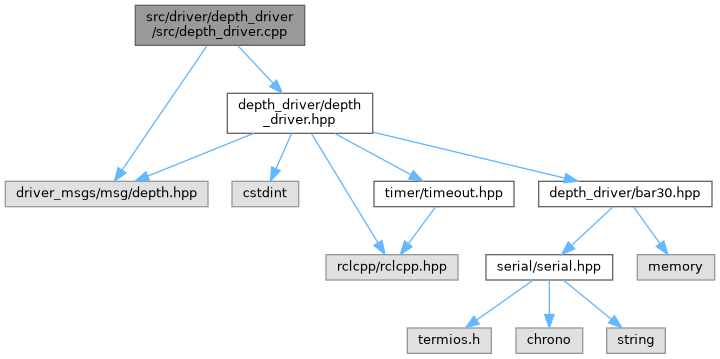 src/driver/depth_driver
/src/depth_driver.cpp
depth_driver/depth
_driver.hpp
driver_msgs/msg/depth.hpp
cstdint
timer/timeout.hpp
depth_driver/bar30.hpp
rclcpp/rclcpp.hpp
serial/serial.hpp
memory
termios.h
chrono
string